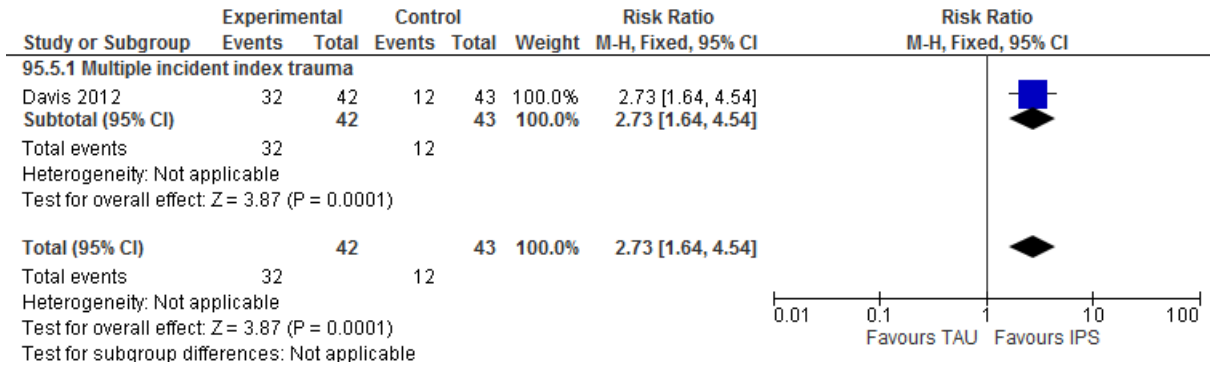 Experimental Control Risk Ratio Risk Ratio
Study or Subgroup Events Total Events Total Weight M-H, Fixed, 95% CI M-H, Fixed, 95% CI
95.5.1 Multiple incident index trauma
Davis 2012 32 42 12 43 100.0% 2.73 [1.64, 4.54]
Subtotal (95% CI) 42 43 100.0% 2.73 [1.64, 4.54]
Total events 32 12
Heterogeneity: Not applicable
Test for overall effect: Z = 3.87 (P = 0.0001)
Total (95% CI) 42 43 100.0% 2.73 [1.64, 4.54]
Total events 32 12
Heterogeneity: Not applicable
Test for overall effect: Z = 3.87 (P = 0.0001)
Test for subgroup differences: Not applicable
0.01 0.1 1 10 100
Favours TAU Favours IPS